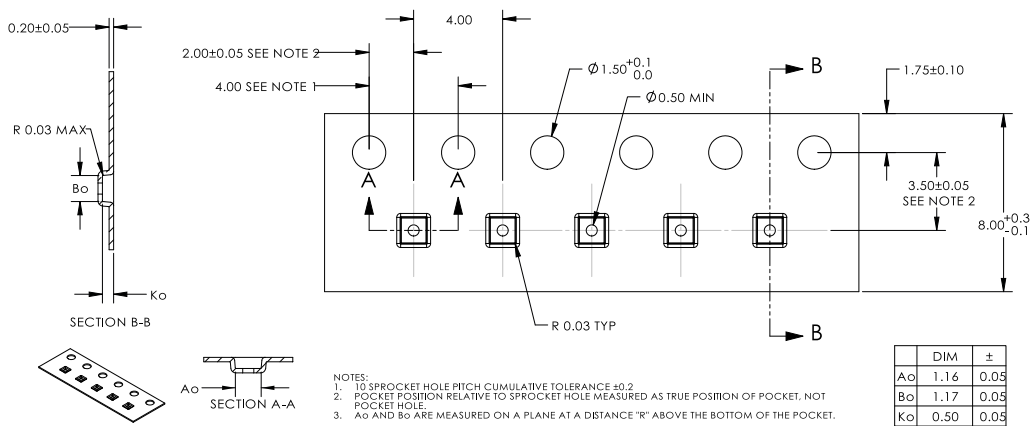 0.20±0.05
4.00
2.00±0.05 SEE NOTE 2
4.00 SEE NOTE 1
Ø1.50 +0.1 0.0
Ø0.50 MIN
B
1.75±0.10
R 0.03 MAX
A A
Bo
3.50±0.05
SEE NOTE 2
8.00 +0.3 -0.1
Ko
SECTION B-B
R 0.03 TYP
B
Ao
SECTION A-A
NOTES:
1. 10 SPROCKET HOLE PITCH CUMULATIVE TOLERANCE ±0.2
2. POCKET POSITION RELATIVE TO SPROCKET HOLE MEASURED AS TRUE POSITION OF POCKET, NOT
POCKET HOLE.
3. Ao AND Bo ARE MEASURED ON A PLANE AT A DISTANCE "R" ABOVE THE BOTTOM OF THE POCKET.
DIM ±
Ao 1.16 0.05
Bo 1.17 0.05
Ko 0.50 0.05